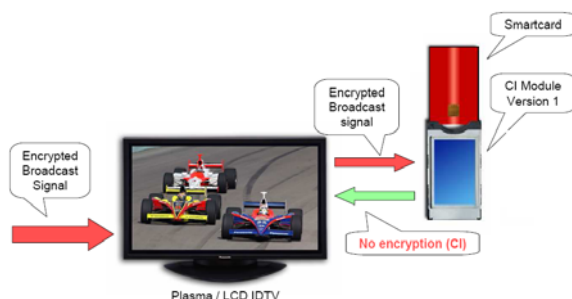 Smartcard
CI Module
Version 1
Encrypted
Broadcast
signal
Encrypted
Broadcast
Signal
No encryption (CI)
Plasma / LCD IDTV